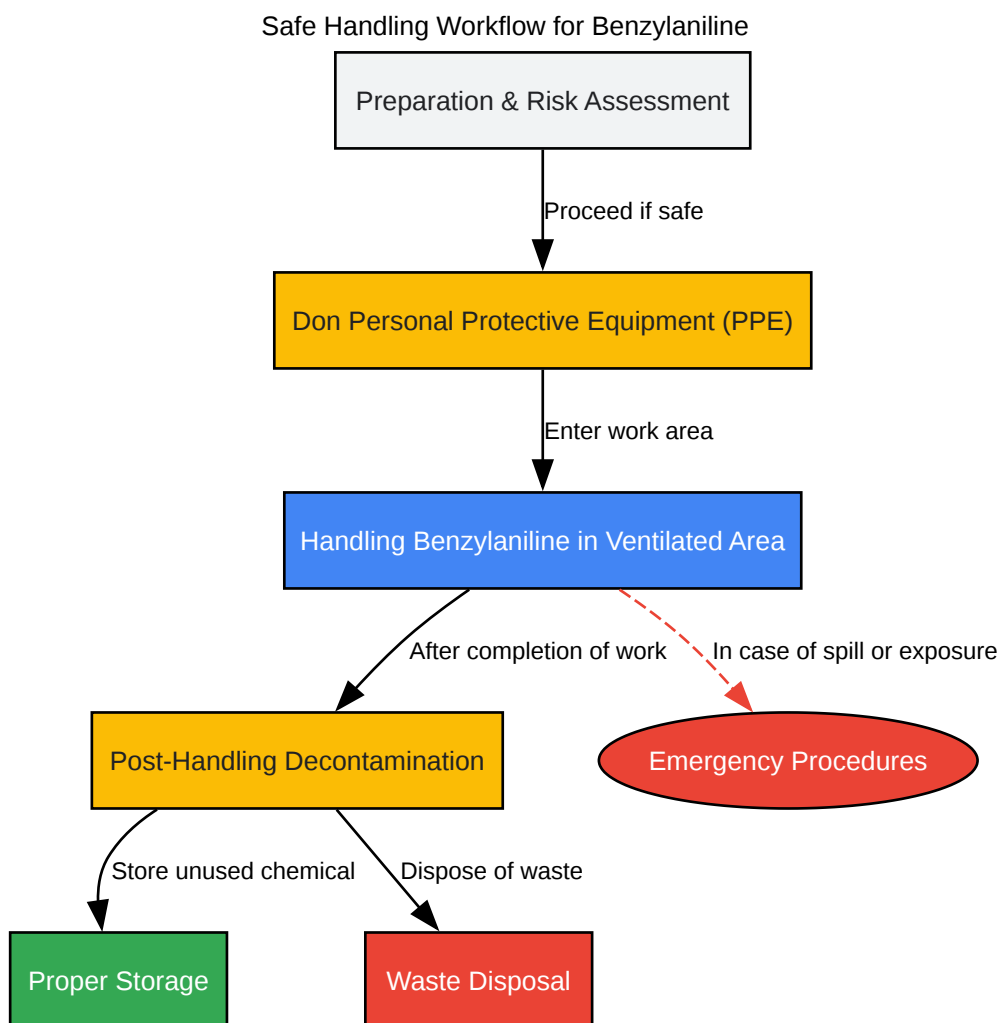 Safe Handling Workflow for Benzylaniline
Preparation & Risk Assessment
Proceed if safe
Don Personal Protective Equipment (PPE)
Enter work area
Handling Benzylaniline in Ventilated Area
After completion of work
In case of spill or exposure
Post-Handling Decontamination
Emergency Procedures
Store unused chemical
Dispose of waste
Proper Storage
Waste Disposal